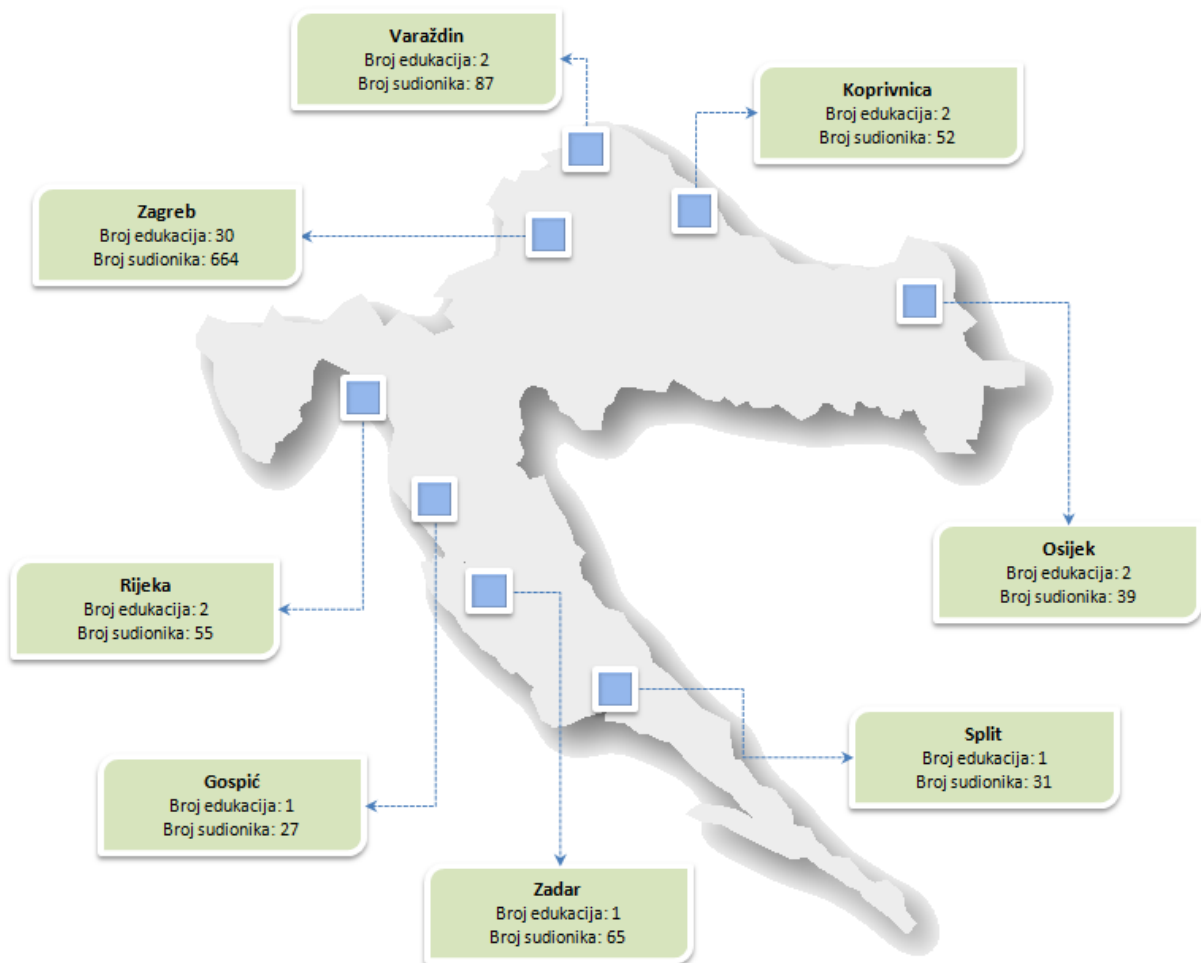 Varaždin
Broj edukacija: 2
Broj sudionika: 87
Koprivnica
Broj edukacija: 2
Broj sudionika: 52
Zagreb
Broj edukacija: 30
Broj sudionika: 664
Osijek
Broj edukacija: 2
Broj sudionika: 39
Rijeka
Broj edukacija: 2
Broj sudionika: 55
Split
Broj edukacija: 1
Broj sudionika: 31
Gospić
Broj edukacija: 1
Broj sudionika: 27
Zadar
Broj edukacija: 1
Broj sudionika: 65